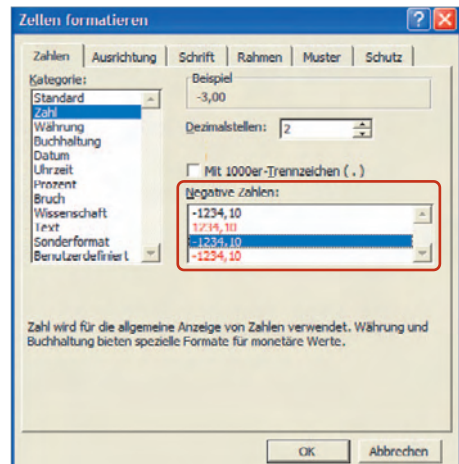 Zellen formatieren
Zahlen
Ausrichtung
Schrift
Rahmen
Muster
Schutz
Kategorie:
Standard
Zahl
Währung
Buchhaltung
Datum
Uhrzeit
Prozent
Bruch
Wissenschaft
Text
Sonderformat
Benutzerdefiniert
Beispiel
-3,00
Dezimalstellen: 2
Mit 1000er-Trennzeichen (.)
Negative Zahlen:
-1234,10
1234,10
-1234,10
-1234,10
Zahl wird für die allgemeine Anzeige von Zahlen verwendet. Währung und
Buchhaltung bieten spezielle Formate für monetäre Werte.
OK
Abbrechen